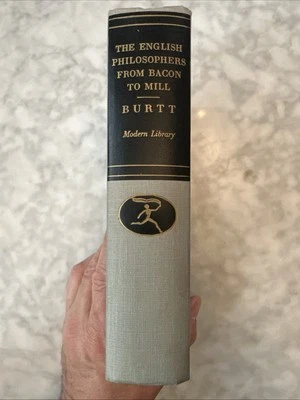 THE ENGLISH
PHILOSOPHERS
FROM BACON
TO MILL
BURTT
Modern Library